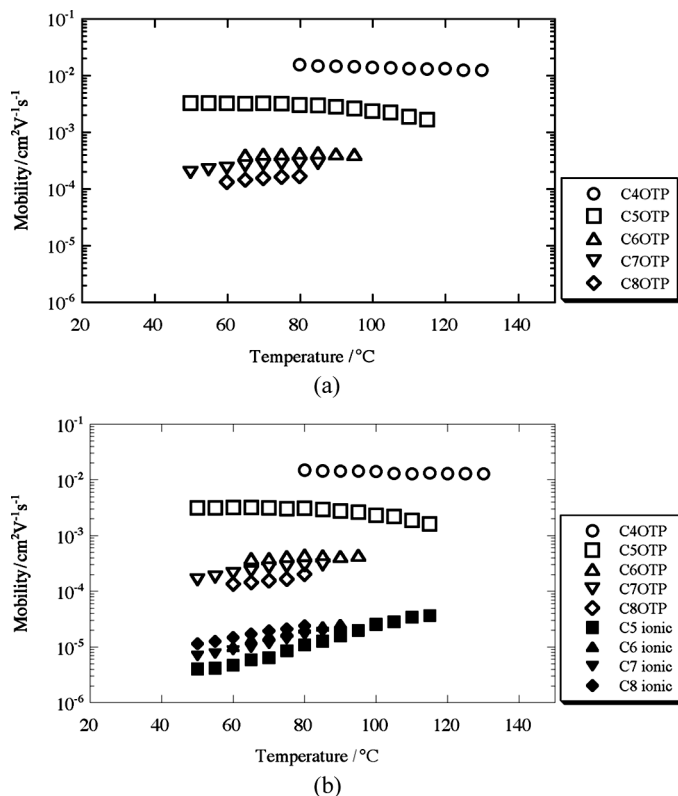 10⁻¹
10⁻²
10⁻³
10⁻⁴
10⁻⁵
10⁻⁶
Mobility/cm²V⁻¹s⁻¹
20 40 60 80 100 120 140
Temperature /°C
C4OTP
C5OTP
C6OTP
C7OTP
C8OTP
(a)
10⁻¹
10⁻²
10⁻³
10⁻⁴
10⁻⁵
10⁻⁶
Mobility/cm²V⁻¹s⁻¹
20 40 60 80 100 120 140
Temperature /°C
C4OTP
C5OTP
C6OTP
C7OTP
C8OTP
C5 ionic
C6 ionic
C7 ionic
C8 ionic
(b)